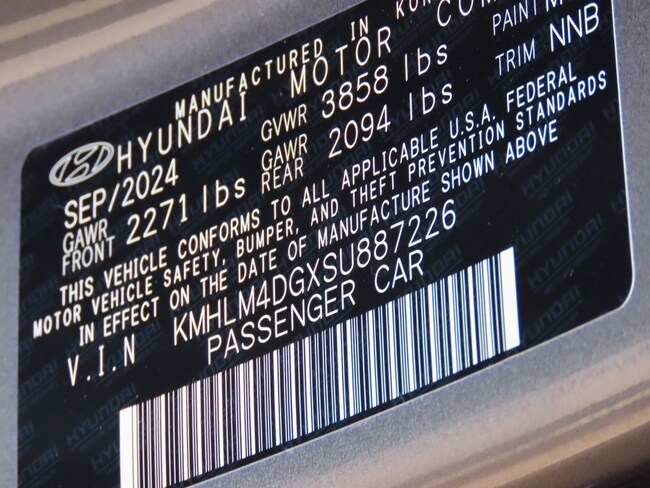 MANUFACTURED IN KOR
HYUNDAI MOTOR COM
SEP/2024 GVWR 3858 lbs PAINT
GAWR FRONT 2271 lbs GAWR REAR 2094 lbs TRIM NNB
THIS VEHICLE CONFORMS TO ALL APPLICABLE U.S.A. FEDERAL
MOTOR VEHICLE SAFETY, BUMPER, AND THEFT PREVENTION STANDARDS
IN EFFECT ON THE DATE OF MANUFACTURE SHOWN ABOVE
V.I.N KMHLM4DGXSU887226
PASSENGER CAR